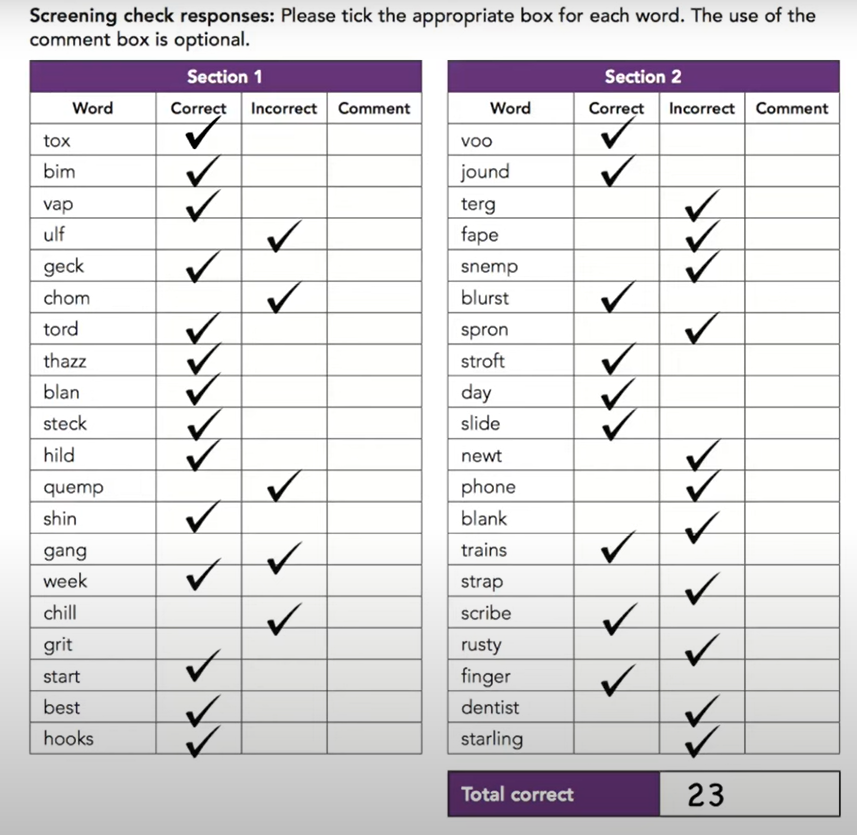 Screening check responses: Please tick the appropriate box for each word. The use of the
comment box is optional.
Section 1
Word Correct Incorrect Comment
tox ✓
bim ✓
vap ✓
ulf ✓
geck ✓
chom ✓
tord ✓
thazz ✓
blan ✓
steck ✓
hild ✓
quemp ✓
shin ✓
gang ✓
week ✓
chill ✓
grit
start ✓
best ✓
hooks ✓
Section 2
Word Correct Incorrect Comment
voo ✓
jound ✓
terg ✓
fape ✓
snemp ✓
blurst ✓
spron ✓
stroft ✓
day ✓
slide ✓
newt ✓
phone ✓
blank ✓
trains ✓
strap ✓
scribe ✓
rusty ✓
finger ✓
dentist ✓
starling ✓
Total correct 23